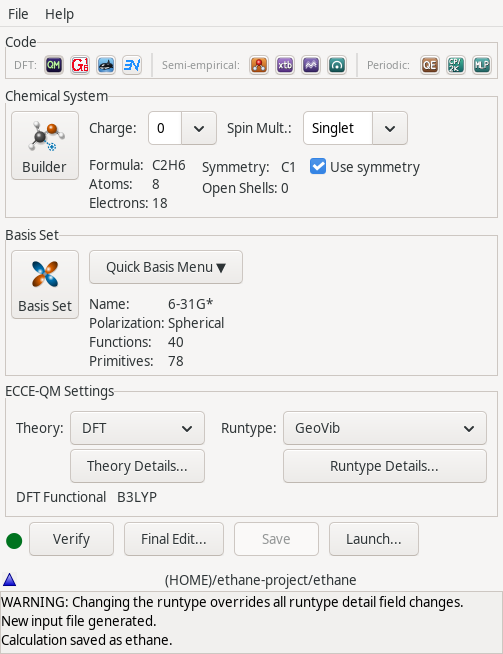 File Help
Code
DFT: QM 3V Semi-empirical: xtb Periodic: QE CP/2K MLP
Chemical System
Builder
Charge: 0 Spin Mult.: Singlet
Formula: C2H6 Symmetry: C1 Use symmetry
Atoms: 8 Open Shells: 0
Electrons: 18
Basis Set
Basis Set
Quick Basis Menu ▼
Name: 6-31G*
Polarization: Spherical
Functions: 40
Primitives: 78
ECCE-QM Settings
Theory: DFT Runtype: GeoVib
Theory Details... Runtype Details...
DFT Functional B3LYP
Verify Final Edit... Save Launch...
(HOME)/ethane-project/ethane
WARNING: Changing the runtype overrides all runtype detail field changes.
New input file generated.
Calculation saved as ethane.